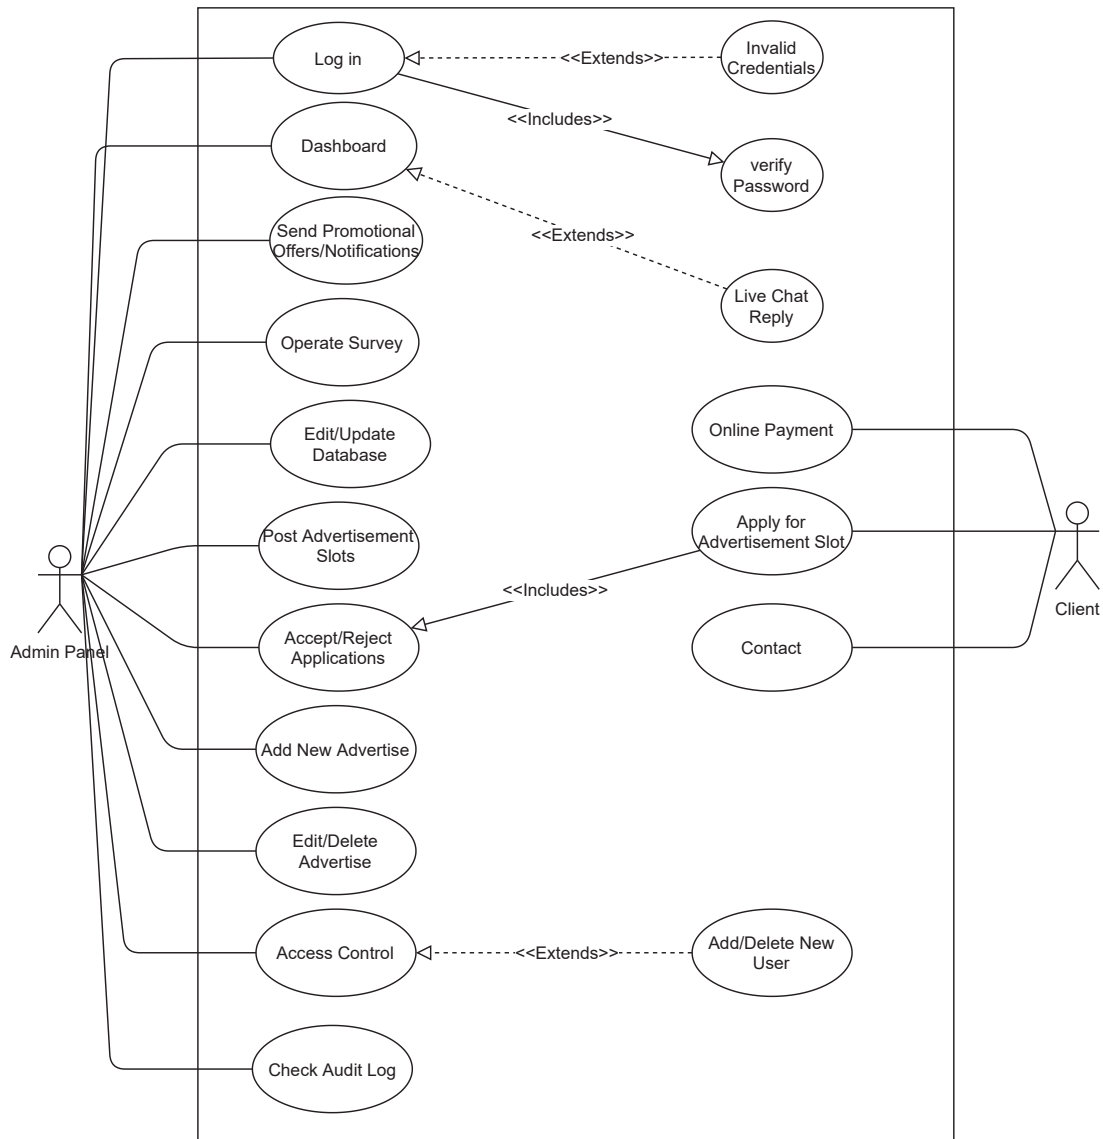 Log in
<<Extends>>
Invalid
Credentials
<<Includes>>
Dashboard
verify
Password
Send Promotional
Offers/Notifications
<<Extends>>
Live Chat
Reply
Operate Survey
Edit/Update
Database
Online Payment
Post Advertisement
Slots
Apply for
Advertisement Slot
<<Includes>>
Client
Accept/Reject
Applications
Admin Panel
Contact
Add New Advertise
Edit/Delete
Advertise
Access Control
<<Extends>>
Add/Delete New
User
Check Audit Log